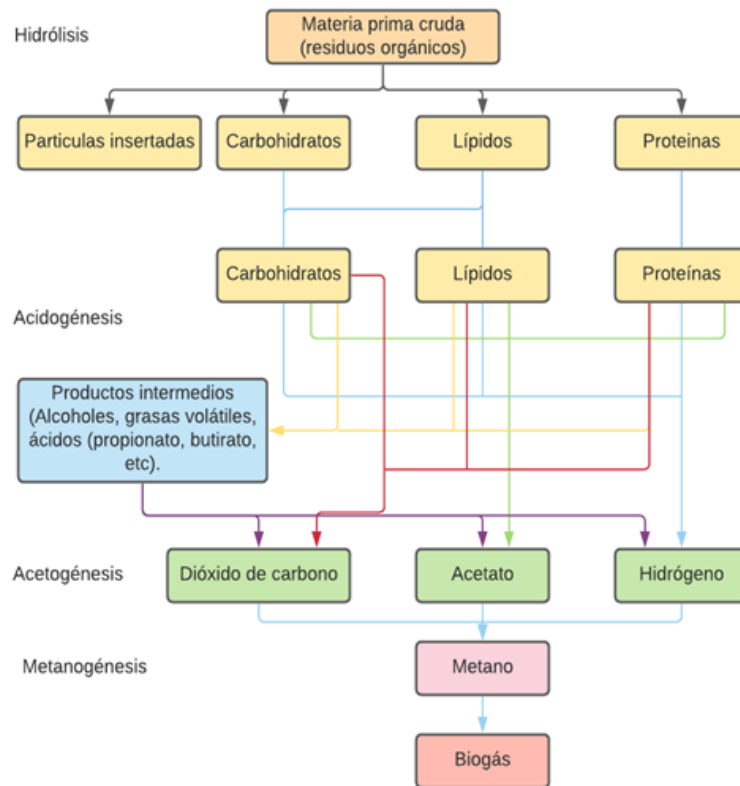 Hidrólisis
Materia prima cruda
(residuos orgánicos)
Particulas insertadas
Carbohidratos
Lípidos
Proteinas
Carbohidratos
Lípidos
Proteínas
Acidogénesis
Productos intermedios
(Alcoholes, grasas volátiles,
ácidos (propionato, butirato,
etc).
Acetogénesis
Dióxido de carbono
Acetato
Hidrógeno
Metanogénesis
Metano
Biogás